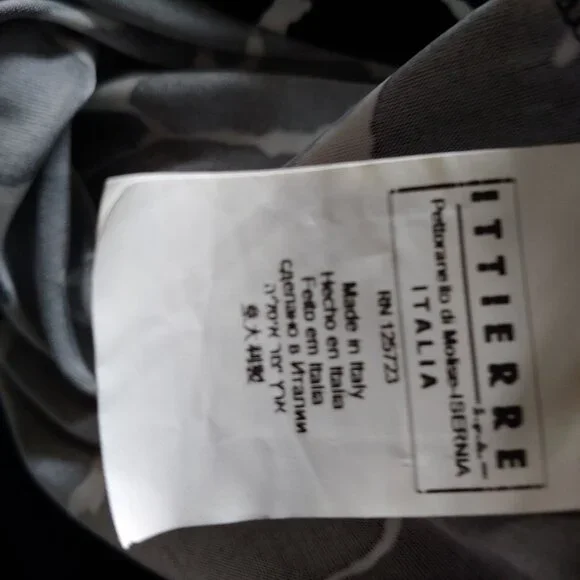 ITTIERRE
S.p.A.
Pettoranello di Molise-ISERNIA
ITALIA
RN 125723
Made in Italy
Hecho en Italia
Feito em Italia
сделано в Италии